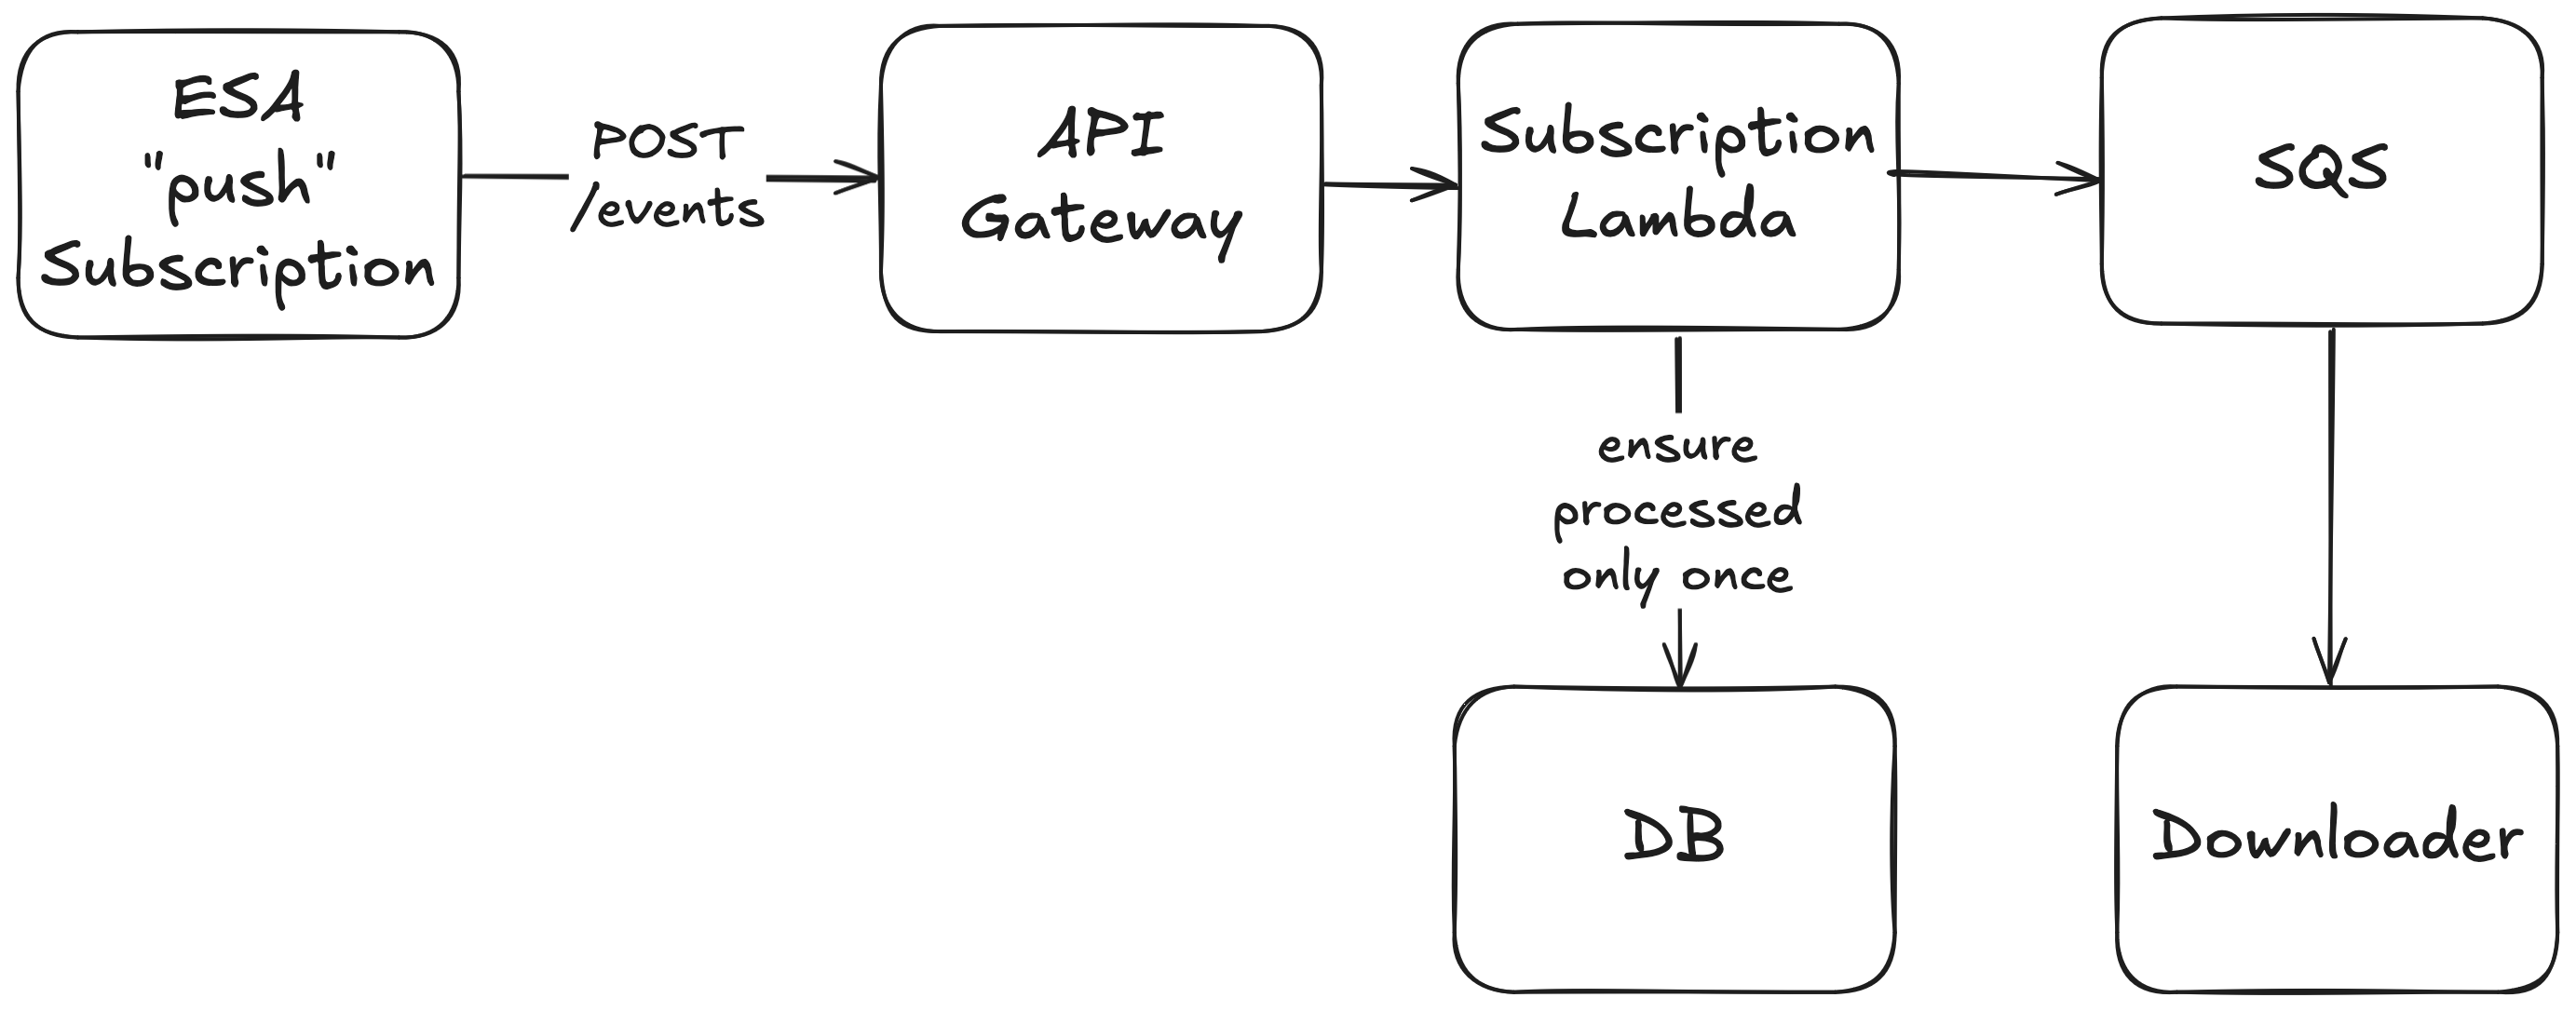 ESA
"push"
Subscription
POST
/events
API
Gateway
Subscription
Lambda
SQS
ensure
processed
only once
DB
Downloader